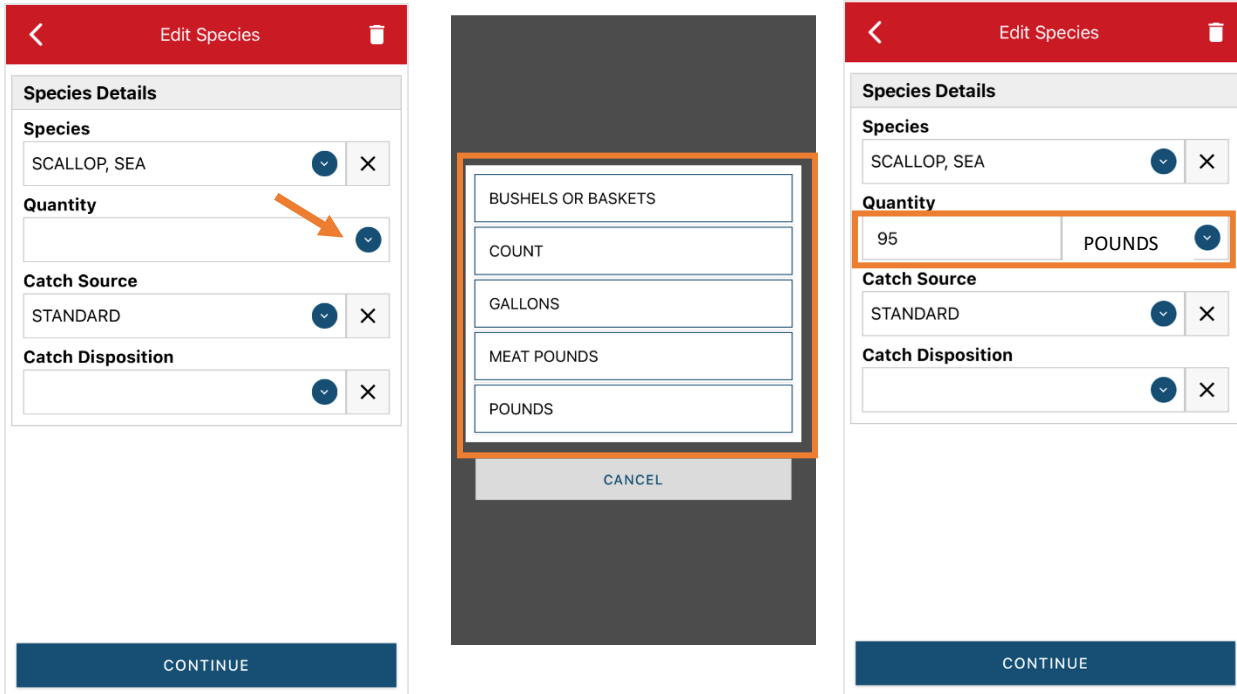 Edit Species
Species Details
Species
SCALLOP, SEA
Quantity
Catch Source
STANDARD
Catch Disposition
CONTINUE
BUSHELS OR BASKETS
COUNT
GALLONS
MEAT POUNDS
POUNDS
CANCEL
Edit Species
Species Details
Species
SCALLOP, SEA
Quantity
95 POUNDS
Catch Source
STANDARD
Catch Disposition
CONTINUE